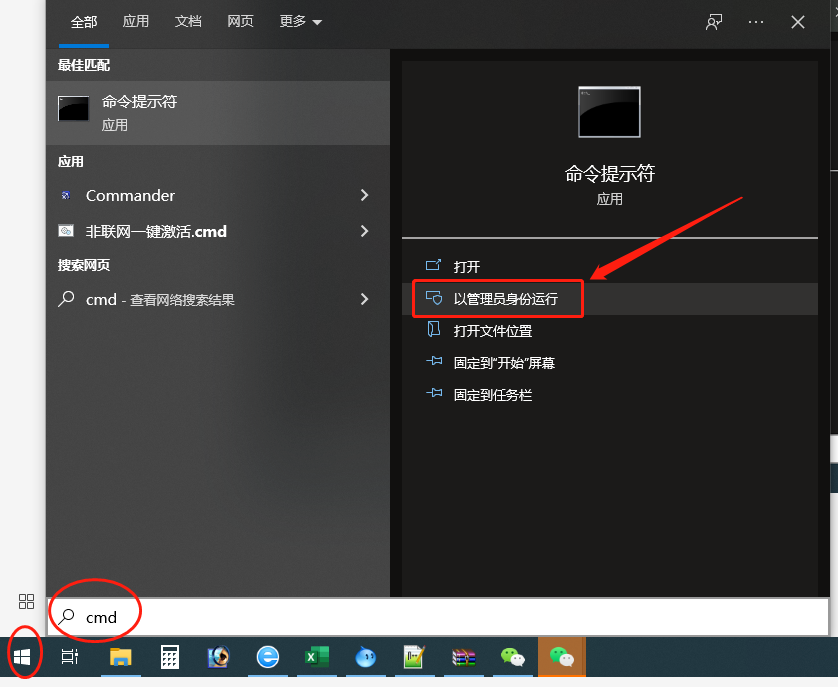 全部 应用 文档 网页 更多
最佳匹配
命令提示符
应用
应用
Commander
非联网一键激活.cmd
搜索网页
cmd - 查看网络搜索结果
命令提示符
应用
打开
以管理员身份运行
打开文件位置
固定到"开始"屏幕
固定到任务栏
cmd